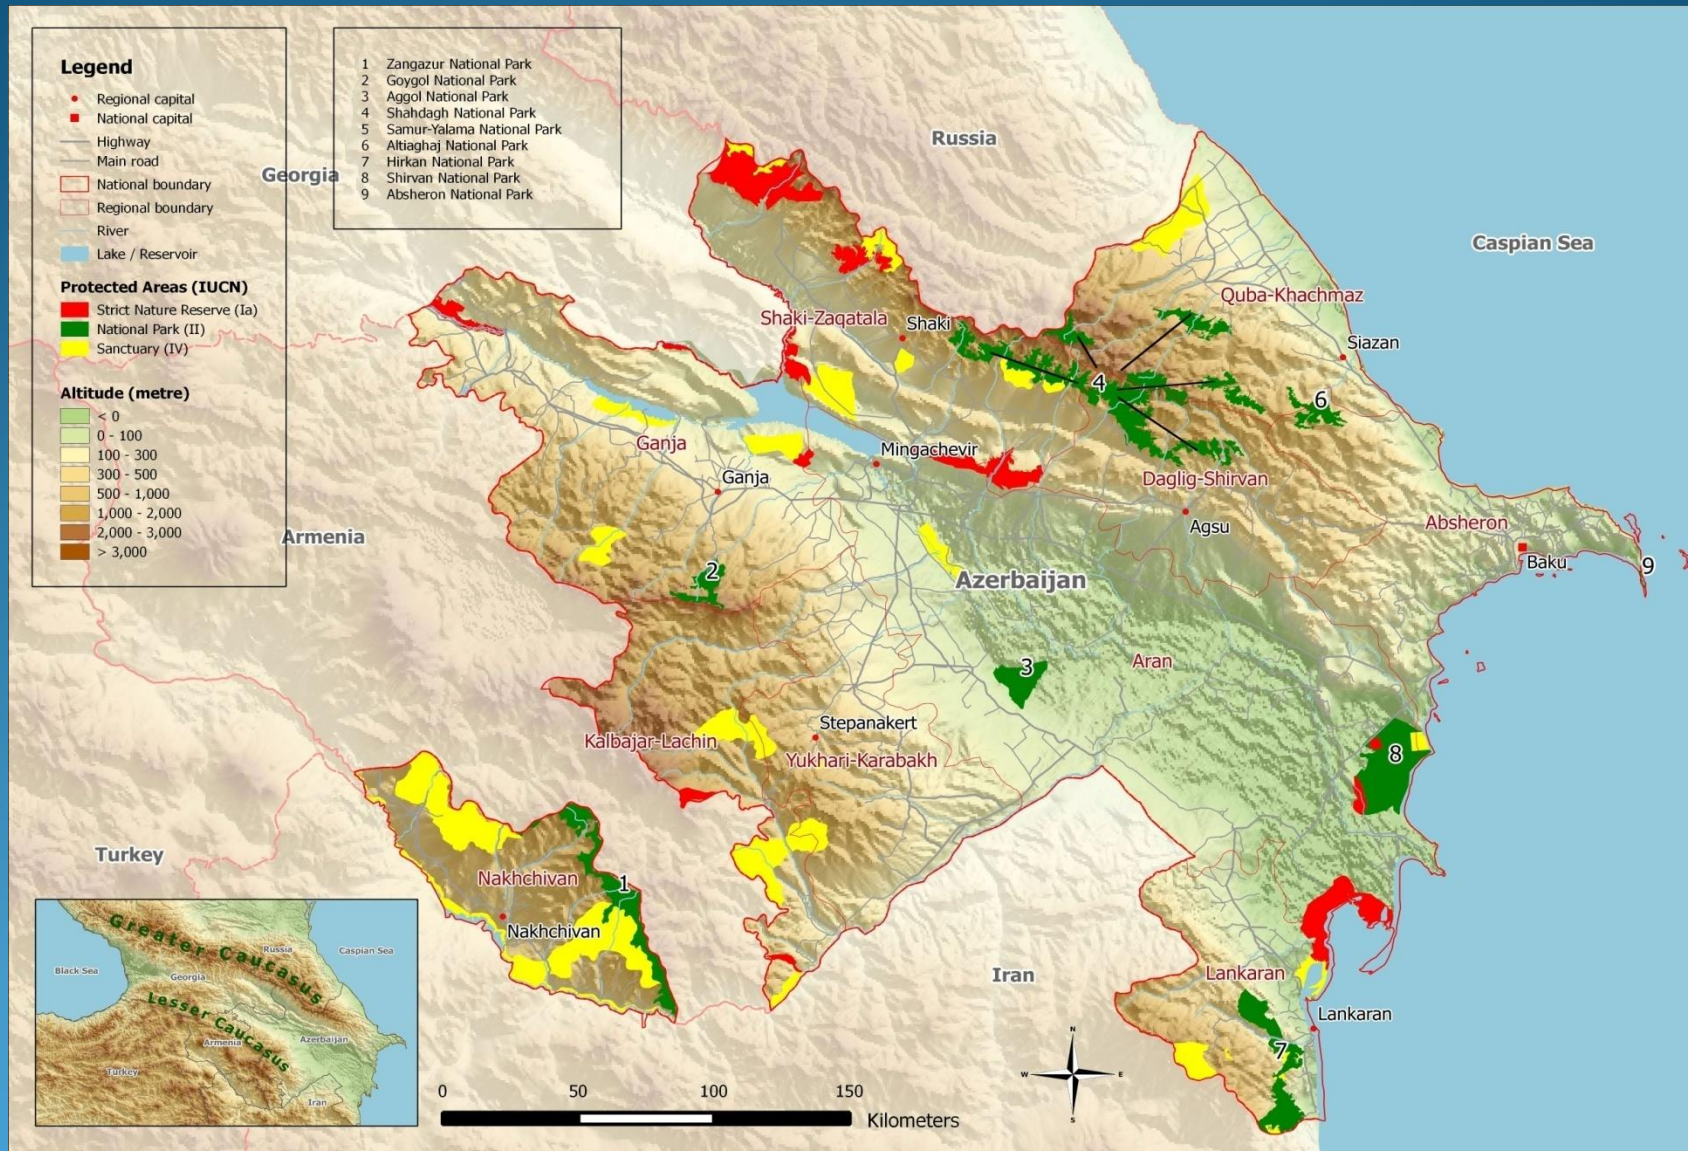 Legend
Regional capital
National capital
Highway
Main road
National boundary
Regional boundary
River
Lake / Reservoir
Protected Areas (IUCN)
Strict Nature Reserve (Ia)
National Park (II)
Sanctuary (IV)
Altitude (metre)
< 0
0 - 100
100 - 300
300 - 500
500 - 1,000
1,000 - 2,000
2,000 - 3,000
> 3,000
1 Zangazur National Park
2 Goygol National Park
3 Aggol National Park
4 Shahdagh National Park
5 Samur-Yalama National Park
6 Altiaghaj National Park
7 Hirkan National Park
8 Shirvan National Park
9 Absheron National Park
Russia
Georgia
Caspian Sea
Quba-Khachmaz
Shaki-Zaqatala
Shaki
Siazan
4
6
Ganja
Mingachevir
Ganja
Daglig-Shirvan
Agsu
Absheron
Armenia
Baku
9
2
Azerbaijan
3
Aran
Stepanakert
Kalbajar-Lachin
Yukhari-Karabakh
8
Turkey
Nakhchivan
1
Nakhchivan
Iran
Lankaran
Lankaran
7
Greater Caucasus
Russia
Caspian Sea
Black Sea
Georgia
Lesser Caucasus
Armenia
Azerbaijan
Turkey
Iran
N
W
E
S
0 50 100 150
Kilometers